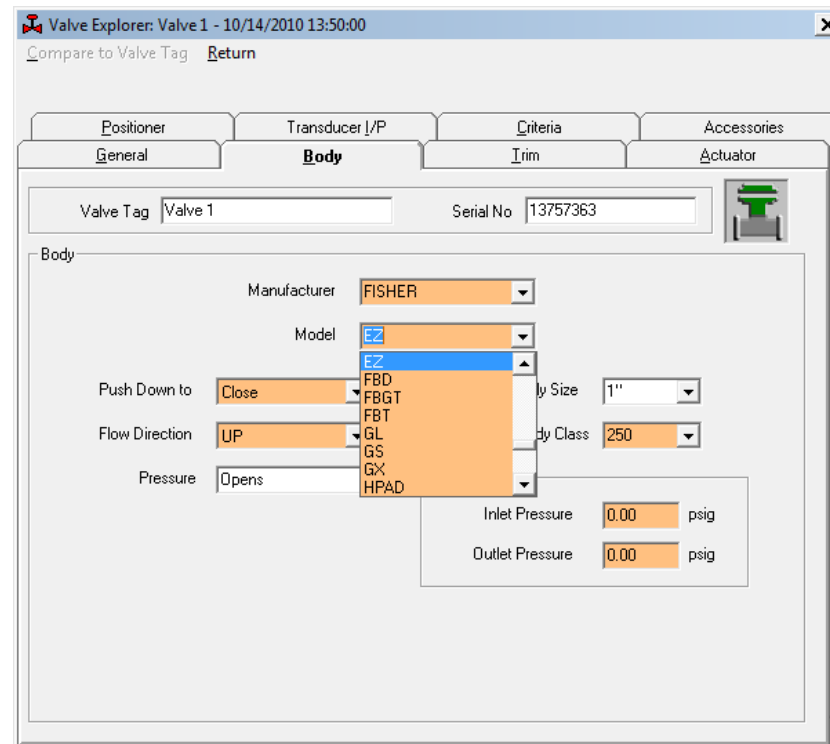 Valve Explorer: Valve 1 - 10/14/2010 13:50:00
Compare to Valve Tag Return
Positioner Transducer I/P Criteria Accessories
General Body Trim Actuator
Valve Tag Valve 1 Serial No 13757363
Body
Manufacturer FISHER
Model EZ
EZ
FBD
FBGT
FBT
GL
GS
GX
HPAD
Push Down to Close ly Size 1"
Flow Direction UP dy Class 250
Pressure Opens
Inlet Pressure 0.00 psig
Outlet Pressure 0.00 psig